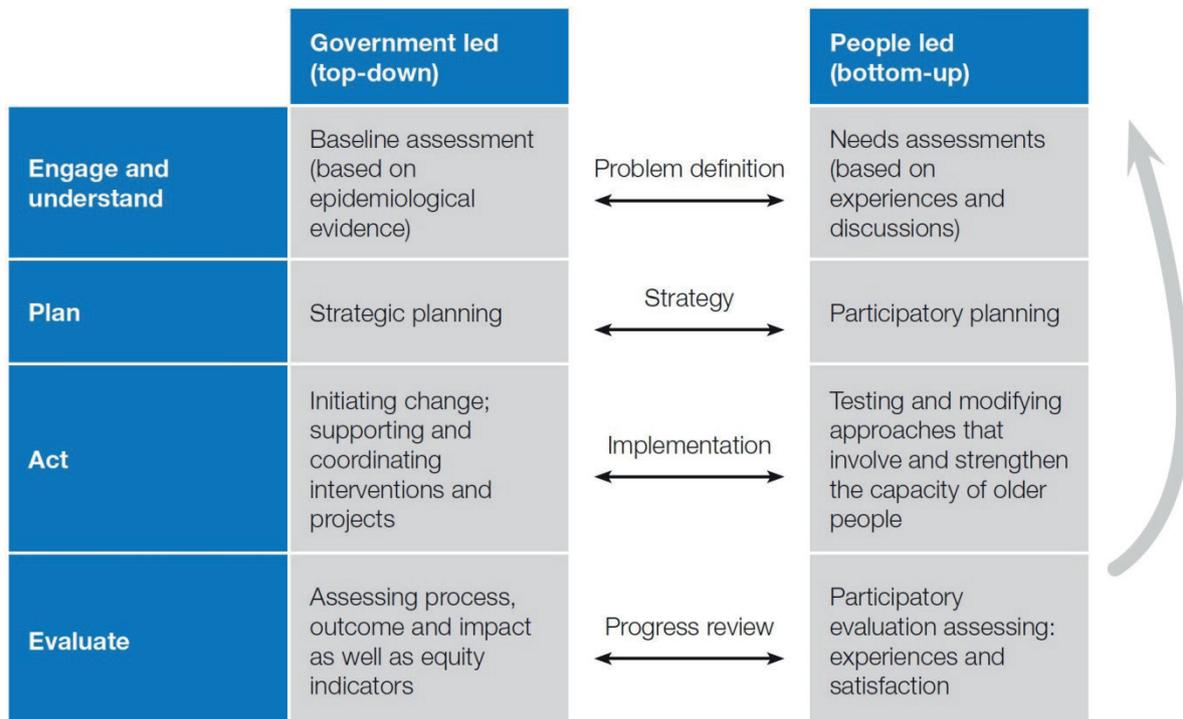 Government led
(top-down)
People led
(bottom-up)
Engage and
understand
Baseline assessment
(based on
epidemiological
evidence)
Problem definition
Needs assessments
(based on
experiences and
discussions)
Plan
Strategic planning
Strategy
Participatory planning
Act
Initiating change;
supporting and
coordinating
interventions and
projects
Implementation
Testing and modifying
approaches that
involve and strengthen
the capacity of older
people
Evaluate
Assessing process,
outcome and impact
as well as equity
indicators
Progress review
Participatory
evaluation assessing:
experiences and
satisfaction